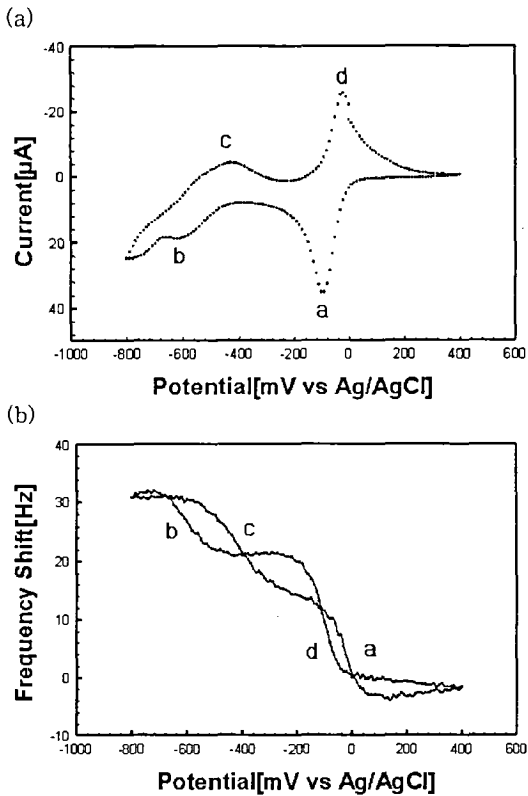 (a)
-40
-20
0
20
40
Current[μA]
d
c
b
a
-1000 -800 -600 -400 -200 0 200 400 600
Potential[mV vs Ag/AgCl]
(b)
40
30
20
10
0
-10
Frequency Shift[Hz]
b
c
d
a
-1000 -800 -600 -400 -200 0 200 400 600
Potential[mV vs Ag/AgCl]